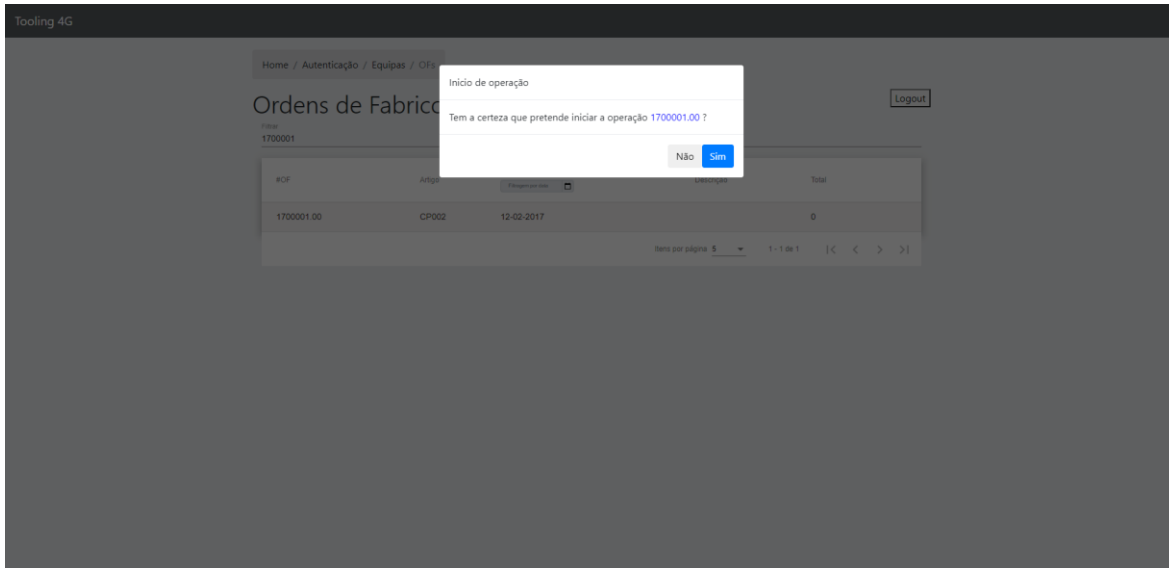 Tooling 4G
Home / Autenticação / Equipas / OFs
Início de operação
Tem a certeza que pretende iniciar a operação 1700001.00 ?
Não Sim
Ordens de Fabrico
Logout
Filtrar
1700001
#OF Artigo Descrição Total
1700001.00 CP002 12-02-2017 0
Itens por página 5 1 - 1 de 1 |< < > >|